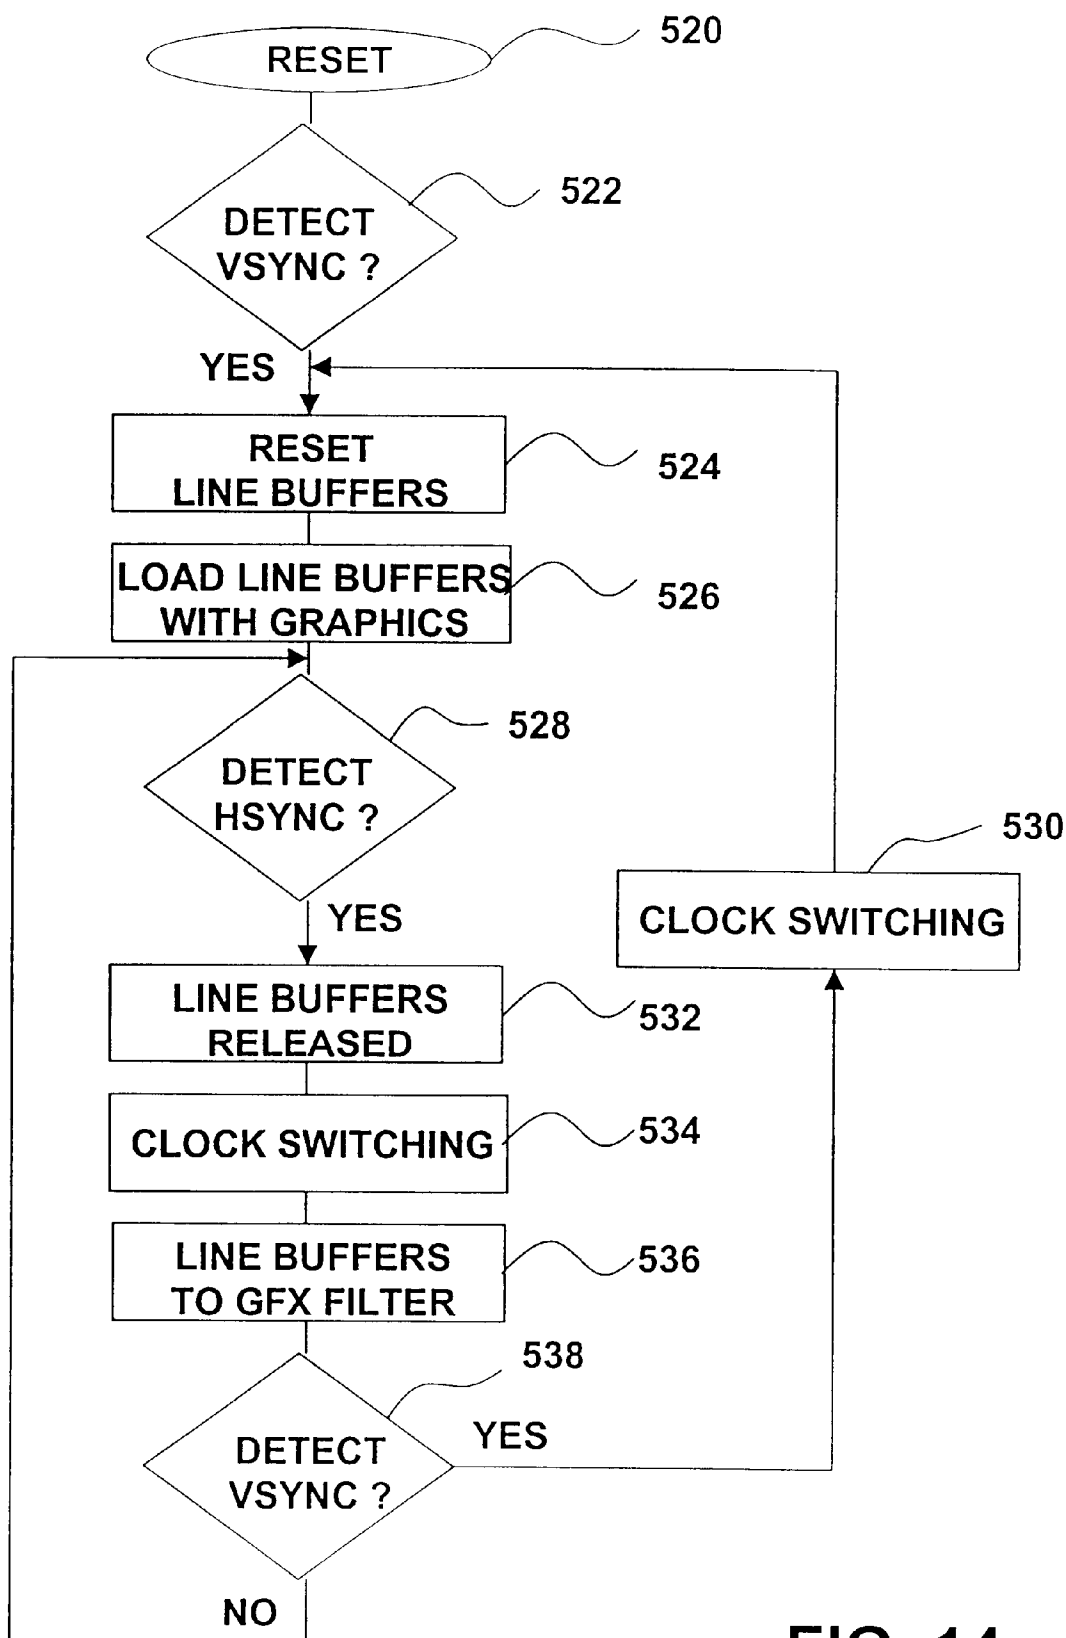 RESET
520
DETECT
VSYNC ?
522
YES
RESET
LINE BUFFERS
524
LOAD LINE BUFFERS
WITH GRAPHICS
526
DETECT
HSYNC ?
528
YES
530
CLOCK SWITCHING
LINE BUFFERS
RELEASED
532
CLOCK SWITCHING
534
LINE BUFFERS
TO GFX FILTER
536
538
DETECT
VSYNC ?
YES
NO